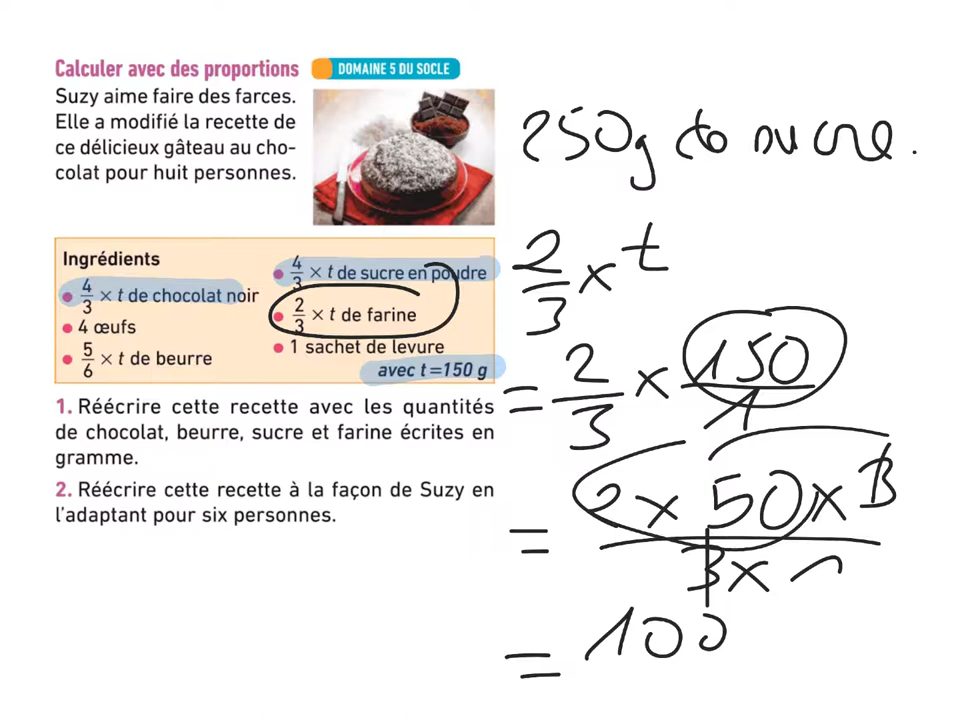 Calculer avec des proportions DOMAINE 5 DU SOCLE
Suzy aime faire des farces.
Elle a modifié la recette de
ce délicieux gâteau au cho-
colat pour huit personnes.
Ingrédients
4/3 × t de chocolat noir
4 œufs
5/6 × t de beurre
4/3 × t de sucre en poudre
2/3 × t de farine
1 sachet de levure
avec t=150 g
1. Réécrire cette recette avec les quantités
de chocolat, beurre, sucre et farine écrites en
gramme.
2. Réécrire cette recette à la façon de Suzy en
l'adaptant pour six personnes.
250g de sucre.
2/3 × t
= 2/3 × 150/1
= 2 × 50 × 3 / 3 × 1
= 100